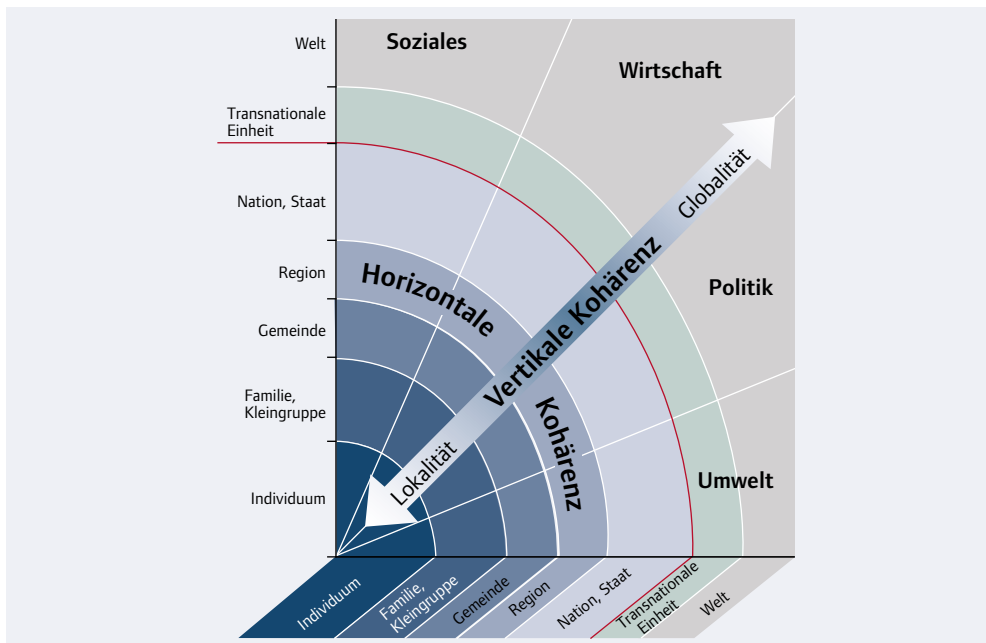 Welt
Soziales
Wirtschaft
Transnationale
Einheit
Nation, Staat
Globalität
Region
Horizontale
Vertikale Kohärenz
Politik
Gemeinde
Familie,
Kleingruppe
Kohärenz
Lokalität
Umwelt
Individuum
Individuum
Familie,
Kleingruppe
Gemeinde
Region
Nation, Staat
Transnationale
Einheit
Welt